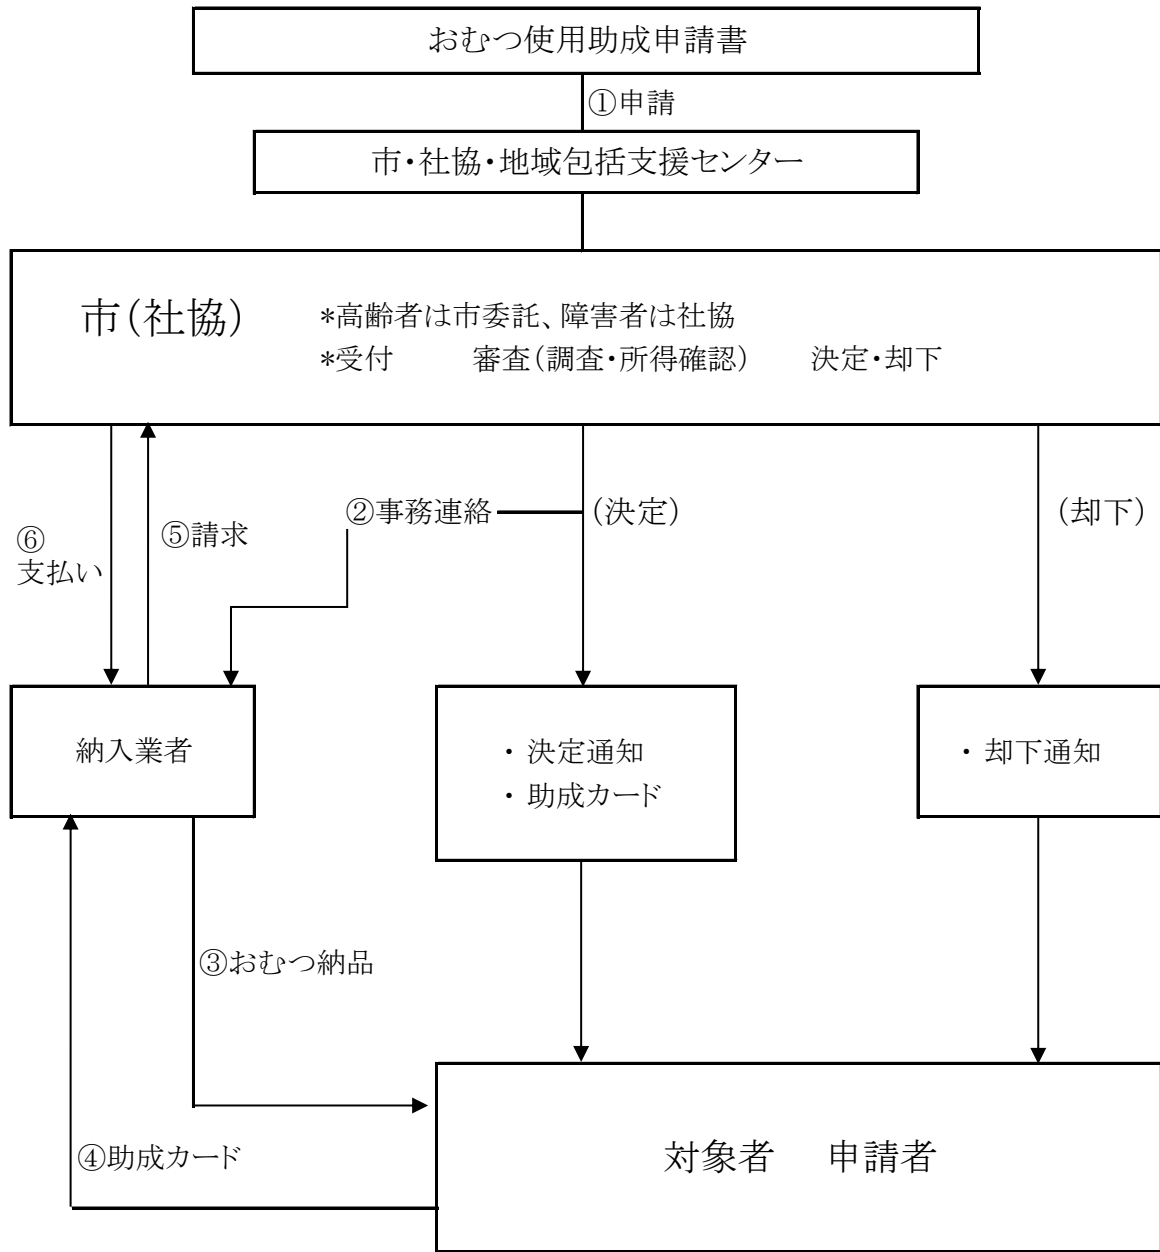 おむつ使用助成申請書
①申請
市・社協・地域包括支援センター
市(社協)
*高齢者は市委託、障害者は社協
*受付　　審査(調査・所得確認)　　決定・却下
②事務連絡
(決定)
(却下)
⑥
支払い
⑤請求
納入業者
・ 決定通知
・ 助成カード
・ 却下通知
③おむつ納品
④助成カード
対象者　申請者